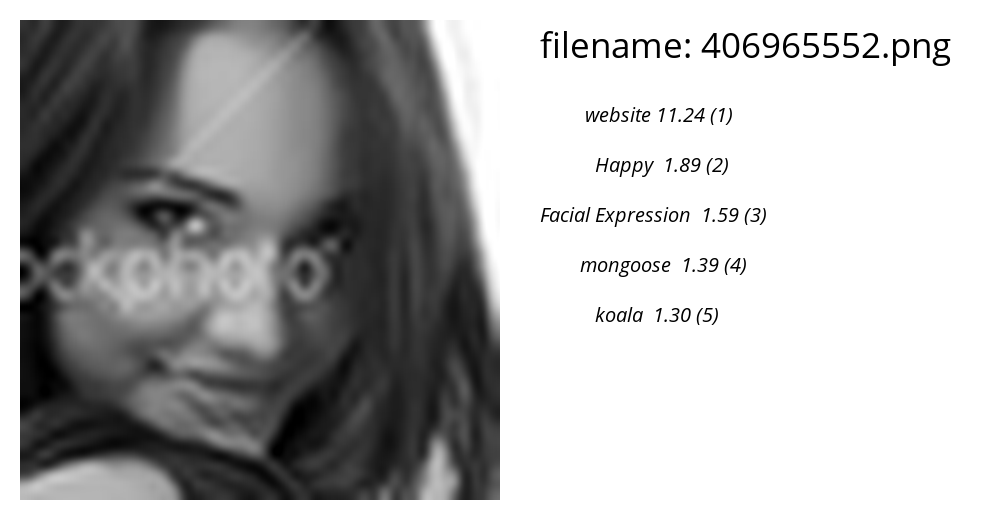 filename: 406965552.png
website 11.24 (1)
Happy 1.89 (2)
Facial Expression 1.59 (3)
mongoose 1.39 (4)
koala 1.30 (5)
ockphoto